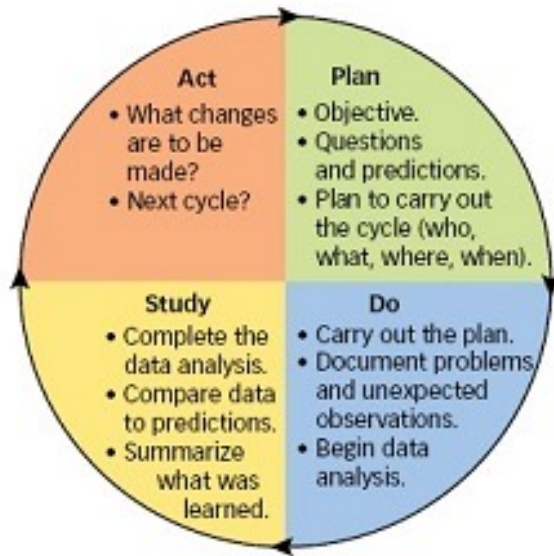 Act
• What changes
are to be
made?
• Next cycle?
Plan
• Objective.
• Questions
and predictions.
• Plan to carry out
the cycle (who,
what, where, when).
Study
• Complete the
data analysis.
• Compare data
to predictions.
• Summarize
what was
learned.
Do
• Carry out the plan.
• Document problems
and unexpected
observations.
• Begin data
analysis.